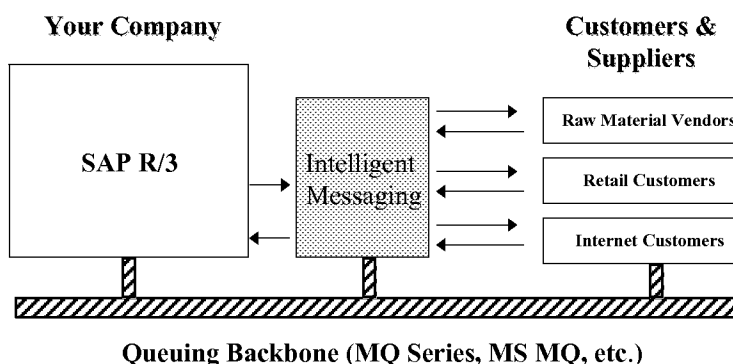 Your Company
Customers &
Suppliers
SAP R/3
Intelligent
Messaging
Raw Material Vendors
Retail Customers
Internet Customers
Queuing Backbone (MQ Series, MS MQ, etc.)